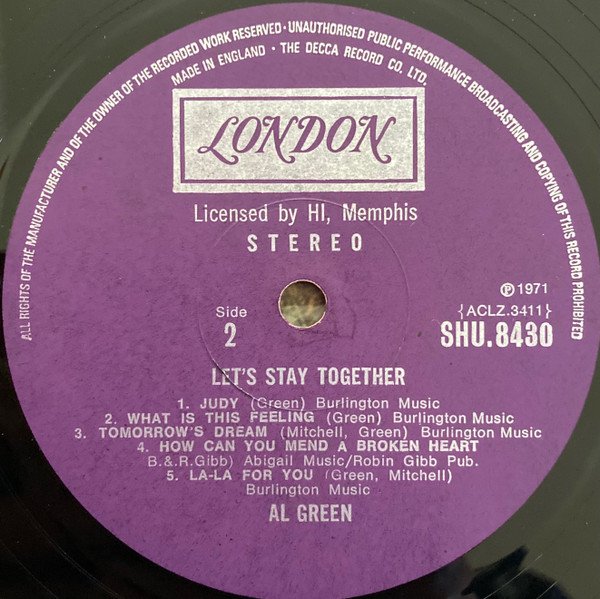 ALL RIGHTS OF THE MANUFACTURER AND OF THE OWNER OF THE RECORDED WORK RESERVED · UNAUTHORISED PUBLIC PERFORMANCE BROADCASTING AND COPYING OF THIS RECORD PROHIBITED
MADE IN ENGLAND · THE DECCA RECORD CO. LTD.
LONDON
Licensed by HI, Memphis
STEREO
℗ 1971
Side
2
{ACLZ.3411}
SHU.8430
LET'S STAY TOGETHER
1. JUDY (Green) Burlington Music
2. WHAT IS THIS FEELING (Green) Burlington Music
3. TOMORROW'S DREAM (Mitchell, Green) Burlington Music
4. HOW CAN YOU MEND A BROKEN HEART
B.&.R.Gibb) Abigail Music/Robin Gibb Pub.
5. LA-LA FOR YOU (Green, Mitchell)
Burlington Music
AL GREEN